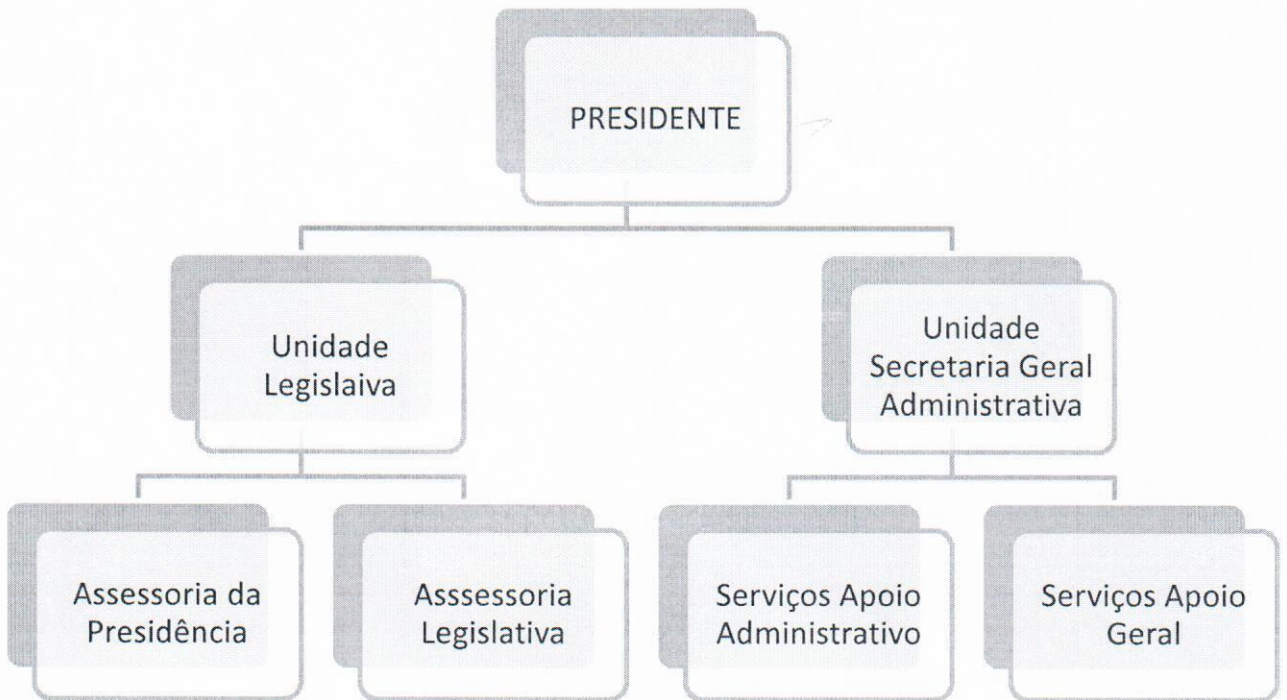 PRESIDENTE
Unidade
Legislaiva
Unidade
Secretaria Geral
Administrativa
Assessoria da
Presidência
Asssessoria
Legislativa
Serviços Apoio
Administrativo
Serviços Apoio
Geral